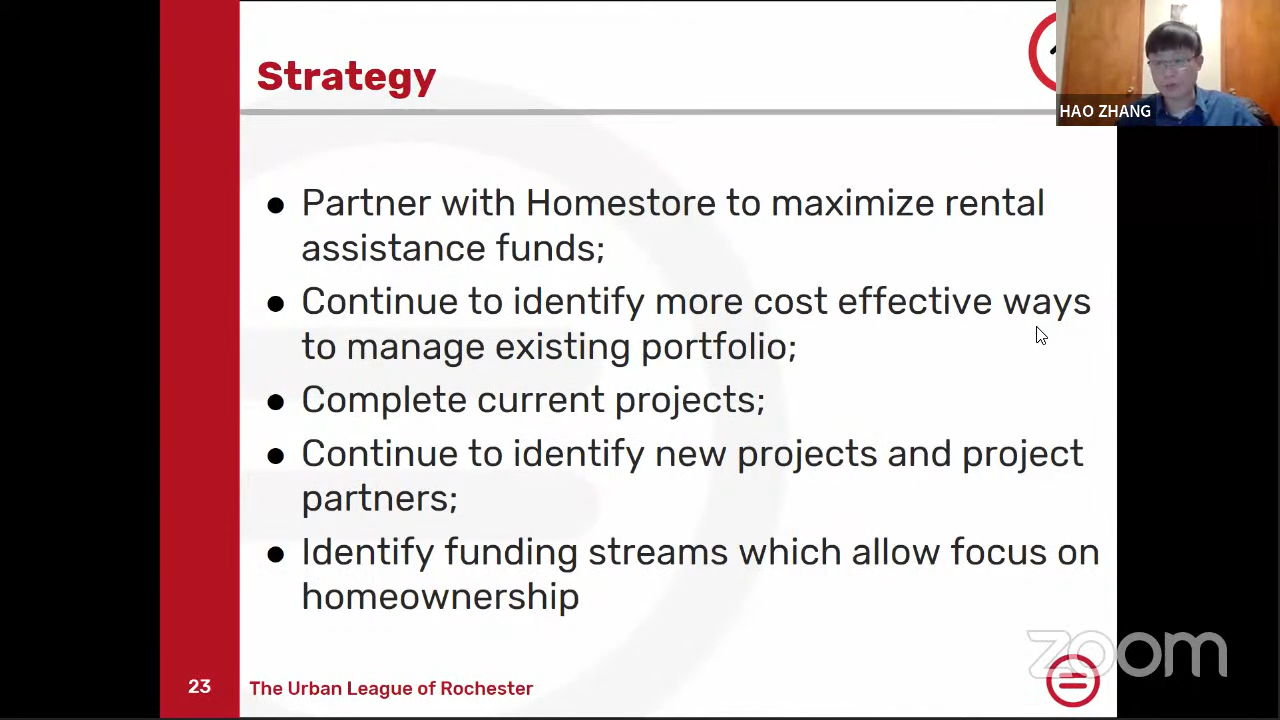 Strategy
HAO ZHANG
● Partner with Homestore to maximize rental
assistance funds;
● Continue to identify more cost effective ways
to manage existing portfolio;
● Complete current projects;
● Continue to identify new projects and project
partners;
● Identify funding streams which allow focus on
homeownership
zoom
23
The Urban League of Rochester